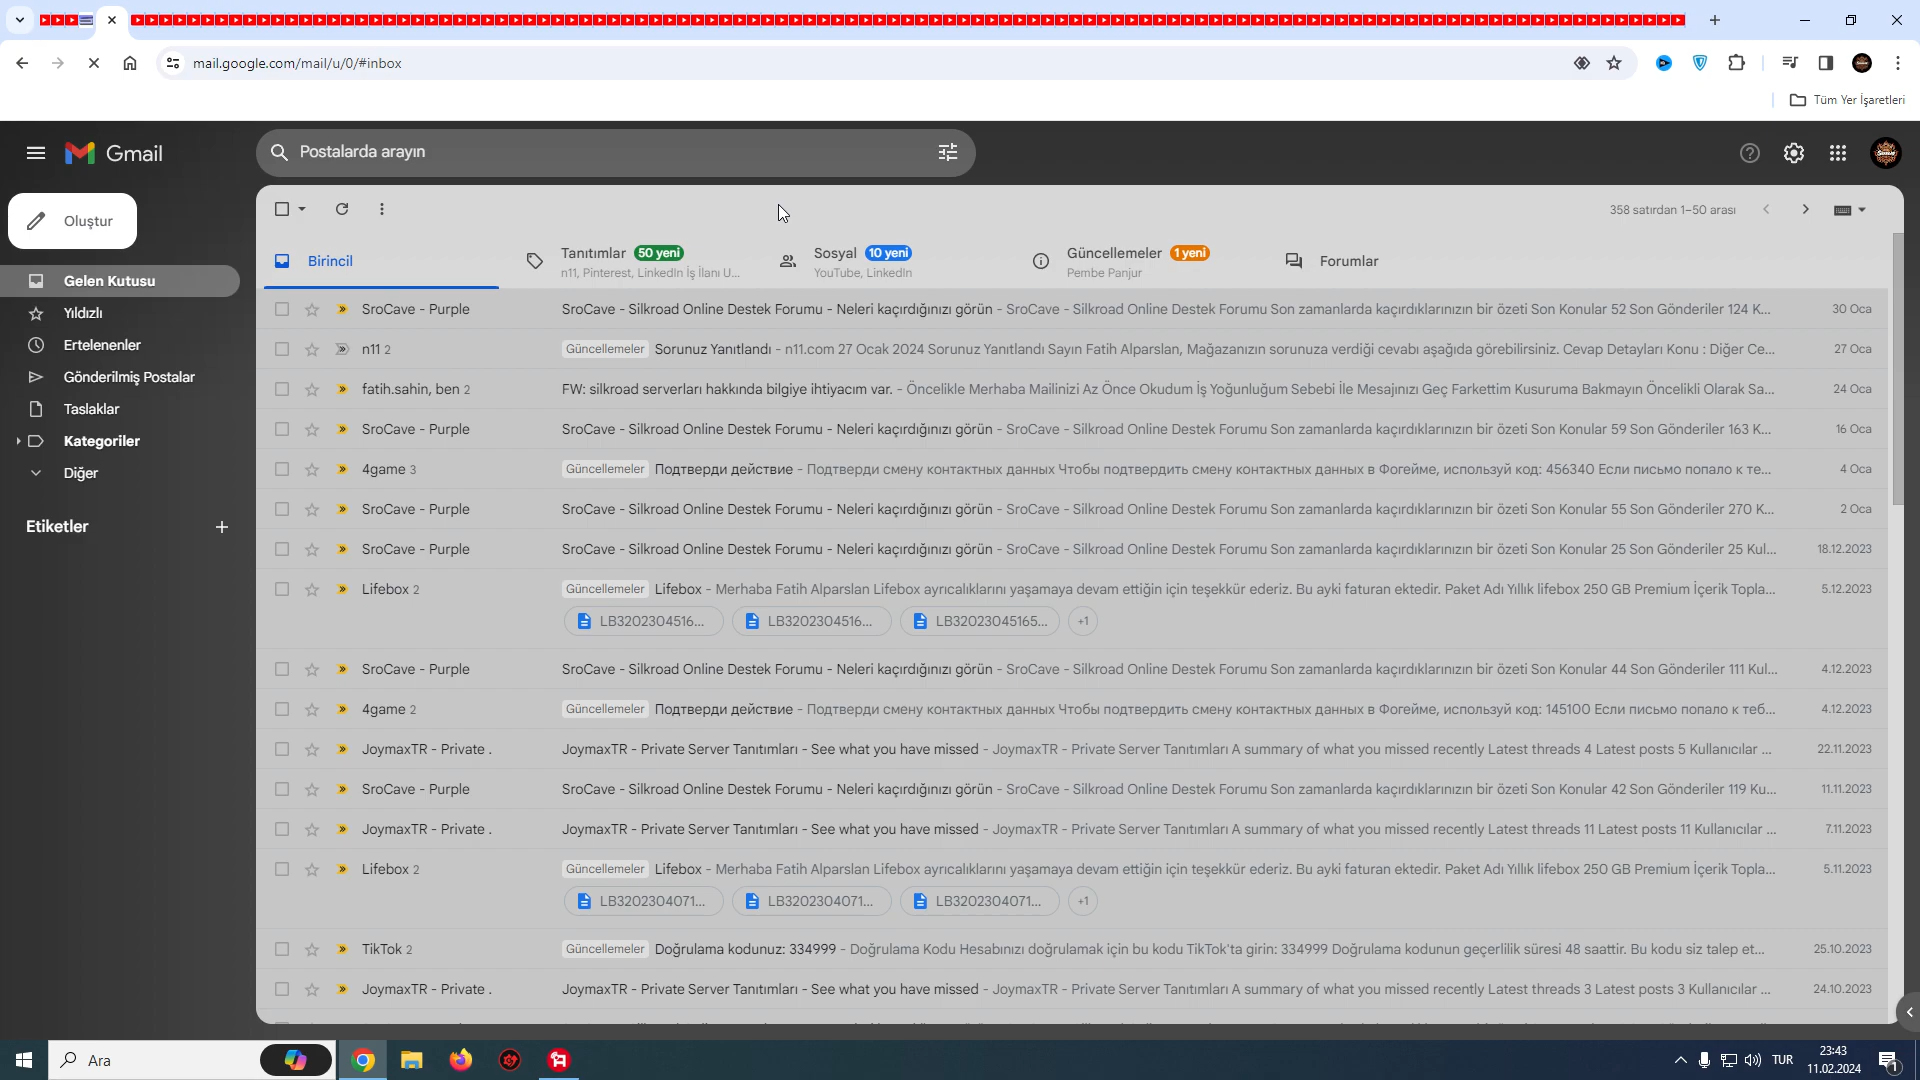 mail.google.com/mail/u/0/#inbox
Tüm Yer İşaretleri
Gmail
Postalarda arayın
Oluştur
358 satırdan 1–50 arası
Birincil
Tanıtımlar 50 yeni
n11, Pinterest, LinkedIn İş İlanı U...
Sosyal 10 yeni
YouTube, LinkedIn
Güncellemeler 1 yeni
Pembe Panjur
Forumlar
Gelen Kutusu
Yıldızlı
Ertelenenler
Gönderilmiş Postalar
Taslaklar
Kategoriler
Diğer
Etiketler
SroCave - Purple SroCave - Silkroad Online Destek Forumu - Neleri kaçırdığınızı görün - SroCave - Silkroad Online Destek Forumu Son zamanlarda kaçırdıklarınızın bir özeti Son Konular 52 Son Gönderiler 124 K... 30 Oca
n11 2 Güncellemeler Sorunuz Yanıtlandı - n11.com 27 Ocak 2024 Sorunuz Yanıtlandı Sayın Fatih Alparslan, Mağazanızın sorunuza verdiği cevabı aşağıda görebilirsiniz. Cevap Detayları Konu : Diğer Ce... 27 Oca
fatih.sahin, ben 2 FW: silkroad serverları hakkında bilgiye ihtiyacım var. - Öncelikle Merhaba Mailinizi Az Önce Okudum İş Yoğunluğum Sebebi İle Mesajınızı Geç Farkettim Kusuruma Bakmayın Öncelikli Olarak Sa... 24 Oca
SroCave - Purple SroCave - Silkroad Online Destek Forumu - Neleri kaçırdığınızı görün - SroCave - Silkroad Online Destek Forumu Son zamanlarda kaçırdıklarınızın bir özeti Son Konular 59 Son Gönderiler 163 K... 16 Oca
4game 3 Güncellemeler Подтверди действие - Подтверди смену контактных данных Чтобы подтвердить смену контактных данных в Фогейме, используй код: 456340 Если письмо попало к те... 4 Oca
SroCave - Purple SroCave - Silkroad Online Destek Forumu - Neleri kaçırdığınızı görün - SroCave - Silkroad Online Destek Forumu Son zamanlarda kaçırdıklarınızın bir özeti Son Konular 55 Son Gönderiler 270 K... 2 Oca
SroCave - Purple SroCave - Silkroad Online Destek Forumu - Neleri kaçırdığınızı görün - SroCave - Silkroad Online Destek Forumu Son zamanlarda kaçırdıklarınızın bir özeti Son Konular 25 Son Gönderiler 25 Kul... 18.12.2023
Lifebox 2 Güncellemeler Lifebox - Merhaba Fatih Alparslan Lifebox ayrıcalıklarını yaşamaya devam ettiğin için teşekkür ederiz. Bu ayki faturan ektedir. Paket Adı Yıllık lifebox 250 GB Premium İçerik Topla... 5.12.2023
LB3202304516... LB3202304516... LB32023045165... +1
SroCave - Purple SroCave - Silkroad Online Destek Forumu - Neleri kaçırdığınızı görün - SroCave - Silkroad Online Destek Forumu Son zamanlarda kaçırdıklarınızın bir özeti Son Konular 44 Son Gönderiler 111 Kul... 4.12.2023
4game 2 Güncellemeler Подтверди действие - Подтверди смену контактных данных Чтобы подтвердить смену контактных данных в Фогейме, используй код: 145100 Если письмо попало к теб... 4.12.2023
JoymaxTR - Private . JoymaxTR - Private Server Tanıtımları - See what you have missed - JoymaxTR - Private Server Tanıtımları A summary of what you missed recently Latest threads 4 Latest posts 5 Kullanıcılar ... 22.11.2023
SroCave - Purple SroCave - Silkroad Online Destek Forumu - Neleri kaçırdığınızı görün - SroCave - Silkroad Online Destek Forumu Son zamanlarda kaçırdıklarınızın bir özeti Son Konular 42 Son Gönderiler 119 Ku... 11.11.2023
JoymaxTR - Private . JoymaxTR - Private Server Tanıtımları - See what you have missed - JoymaxTR - Private Server Tanıtımları A summary of what you missed recently Latest threads 11 Latest posts 11 Kullanıcılar ... 7.11.2023
Lifebox 2 Güncellemeler Lifebox - Merhaba Fatih Alparslan Lifebox ayrıcalıklarını yaşamaya devam ettiğin için teşekkür ederiz. Bu ayki faturan ektedir. Paket Adı Yıllık lifebox 250 GB Premium İçerik Topla... 5.11.2023
LB3202304071... LB3202304071... LB3202304071... +1
TikTok 2 Güncellemeler Doğrulama kodunuz: 334999 - Doğrulama Kodu Hesabınızı doğrulamak için bu kodu TikTok'ta girin: 334999 Doğrulama kodunun geçerlilik süresi 48 saattir. Bu kodu siz talep et... 25.10.2023
JoymaxTR - Private . JoymaxTR - Private Server Tanıtımları - See what you have missed - JoymaxTR - Private Server Tanıtımları A summary of what you missed recently Latest threads 3 Latest posts 3 Kullanıcılar ... 24.10.2023
Ara
TUR
23:43
11.02.2024
1